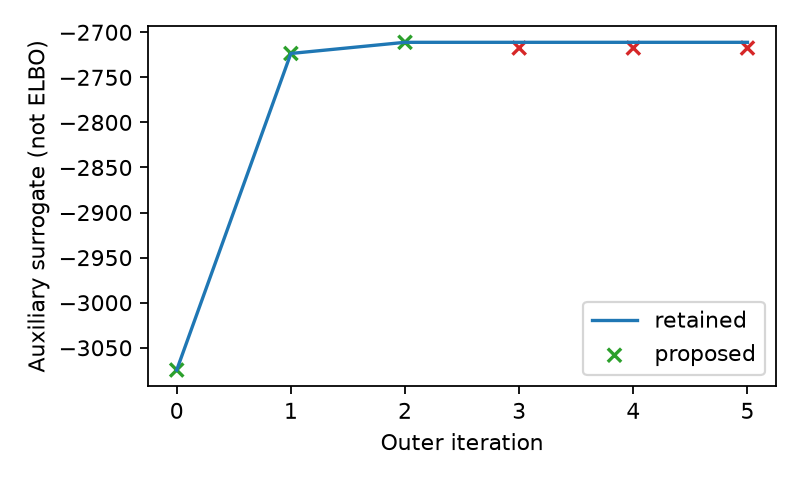 Auxiliary surrogate (not ELBO)
−2700
−2750
−2800
−2850
−2900
−2950
−3000
−3050
retained
proposed
0 1 2 3 4 5
Outer iteration